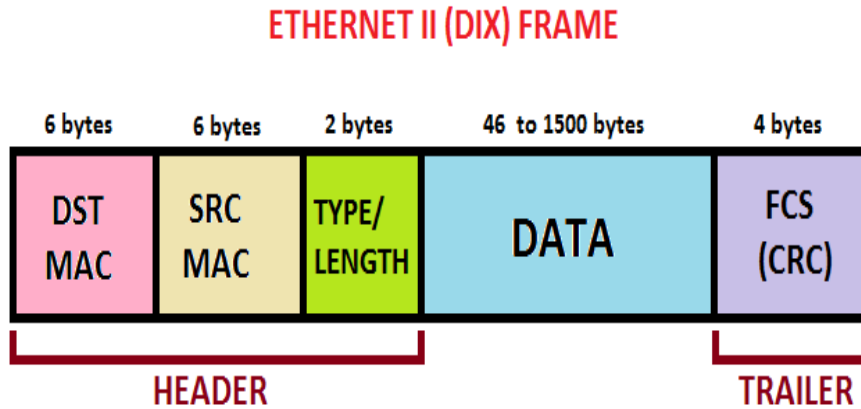 ETHERNET II (DIX) FRAME
6 bytes
6 bytes
2 bytes
46 to 1500 bytes
4 bytes
DST
MAC
SRC
MAC
TYPE/
LENGTH
DATA
FCS
(CRC)
HEADER
TRAILER